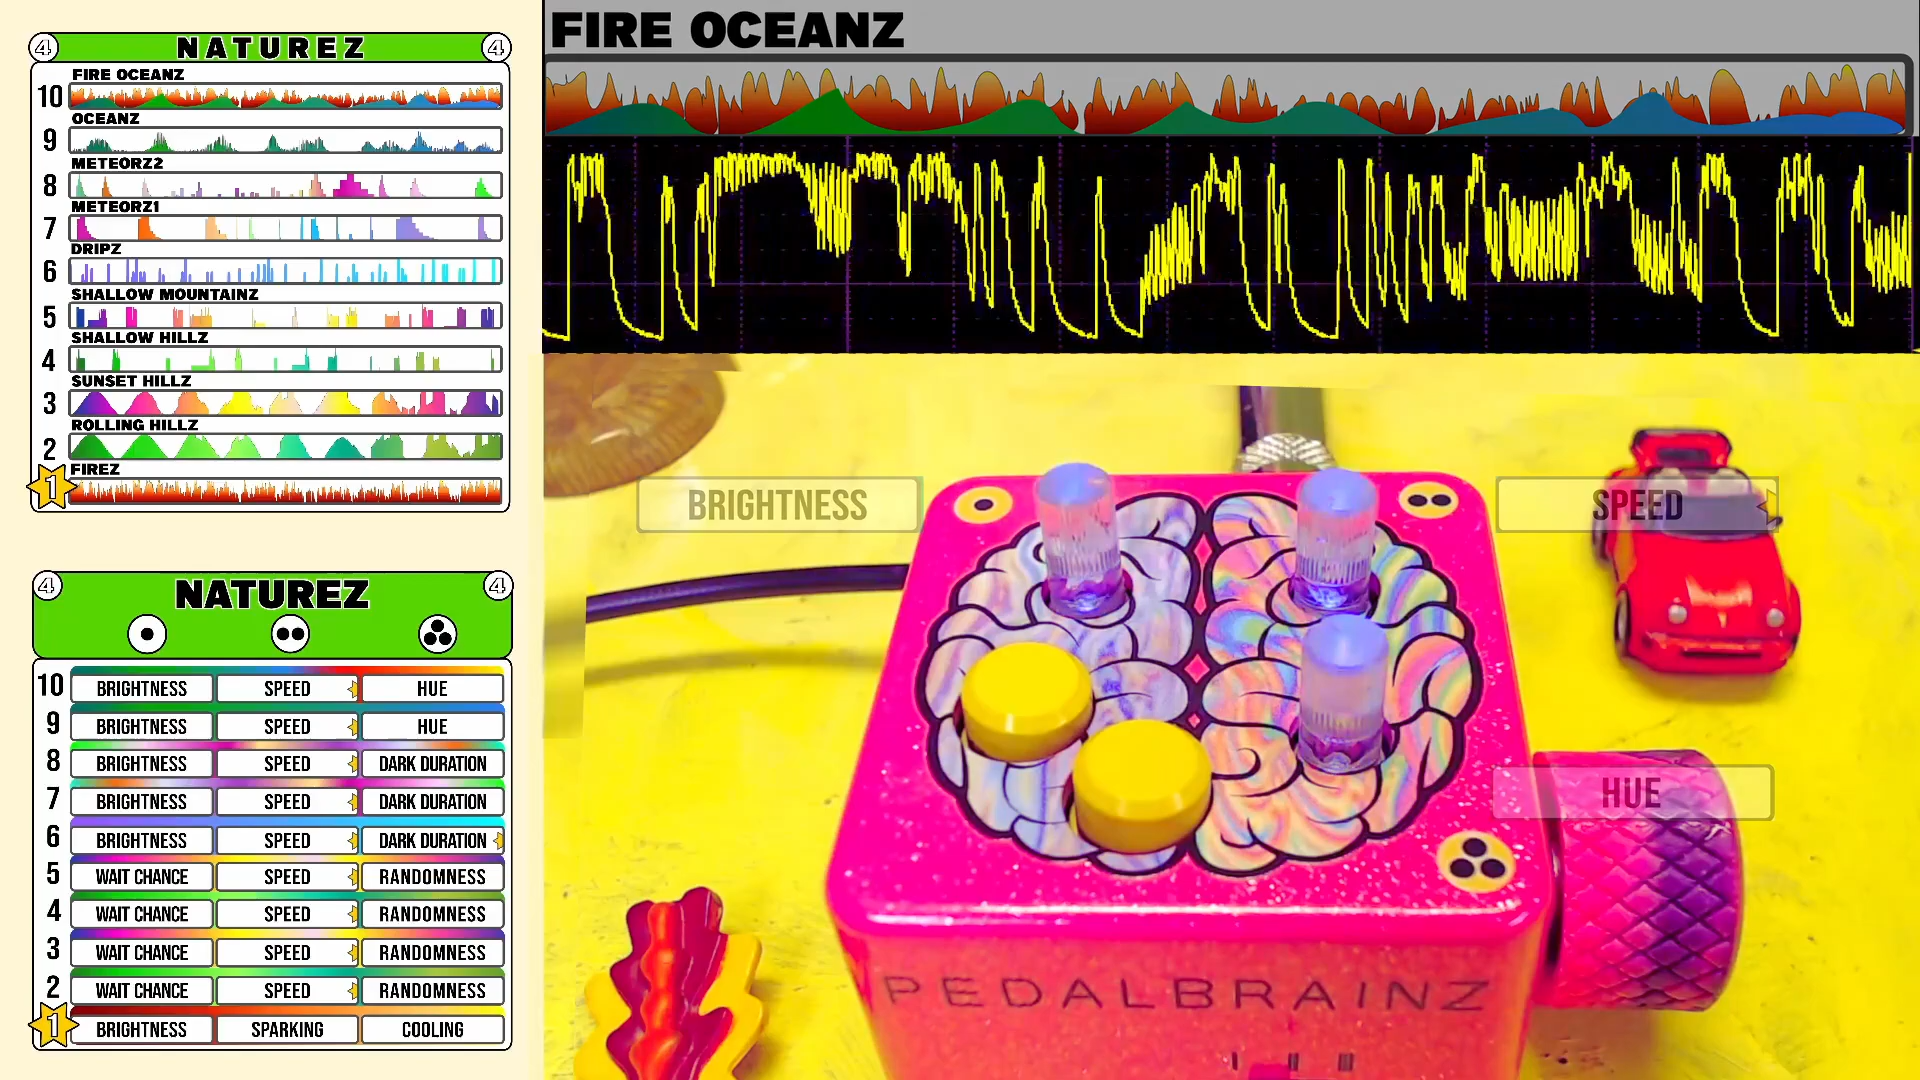 4 NATUREZ 4
FIRE OCEANZ
10
OCEANZ
9
METEORZ2
8
METEORZ1
7
DRIPZ
6
SHALLOW MOUNTAINZ
5
SHALLOW HILLZ
4
SUNSET HILLZ
3
ROLLING HILLZ
2
FIREZ
1
4 NATUREZ 4
10 BRIGHTNESS SPEED HUE
9 BRIGHTNESS SPEED HUE
8 BRIGHTNESS SPEED DARK DURATION
7 BRIGHTNESS SPEED DARK DURATION
6 BRIGHTNESS SPEED DARK DURATION
5 WAIT CHANCE SPEED RANDOMNESS
4 WAIT CHANCE SPEED RANDOMNESS
3 WAIT CHANCE SPEED RANDOMNESS
2 WAIT CHANCE SPEED RANDOMNESS
1 BRIGHTNESS SPARKING COOLING
FIRE OCEANZ
BRIGHTNESS
SPEED
HUE
PEDALBRAINZ